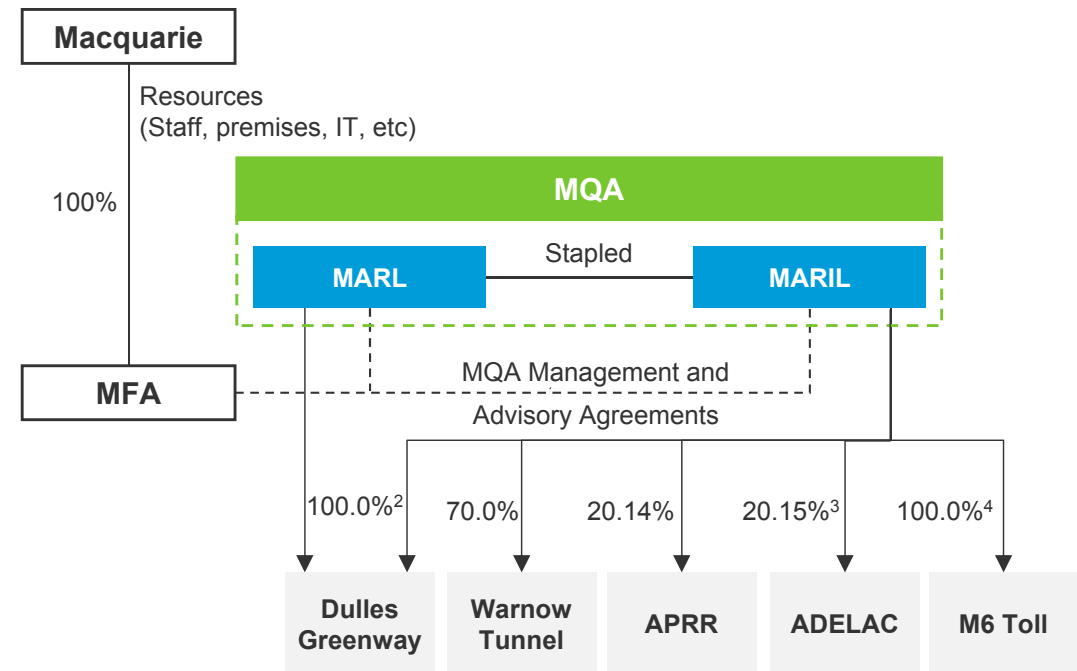 Macquarie
Resources
(Staff, premises, IT, etc)
100%
MQA
MARL
Stapled
MARIL
MFA
MQA Management and
Advisory Agreements
100.0%²
70.0%
20.14%
20.15%³
100.0%⁴
Dulles
Greenway
Warnow
Tunnel
APRR
ADELAC
M6 Toll